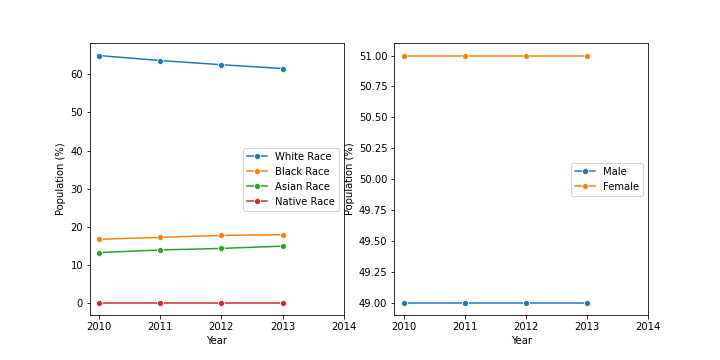 Population (%)
60
50
40
30
20
10
0
2010 2011 2012 2013 2014
Year
White Race
Black Race
Asian Race
Native Race
Population (%)
51.00
50.75
50.50
50.25
50.00
49.75
49.50
49.25
49.00
2010 2011 2012 2013 2014
Year
Male
Female